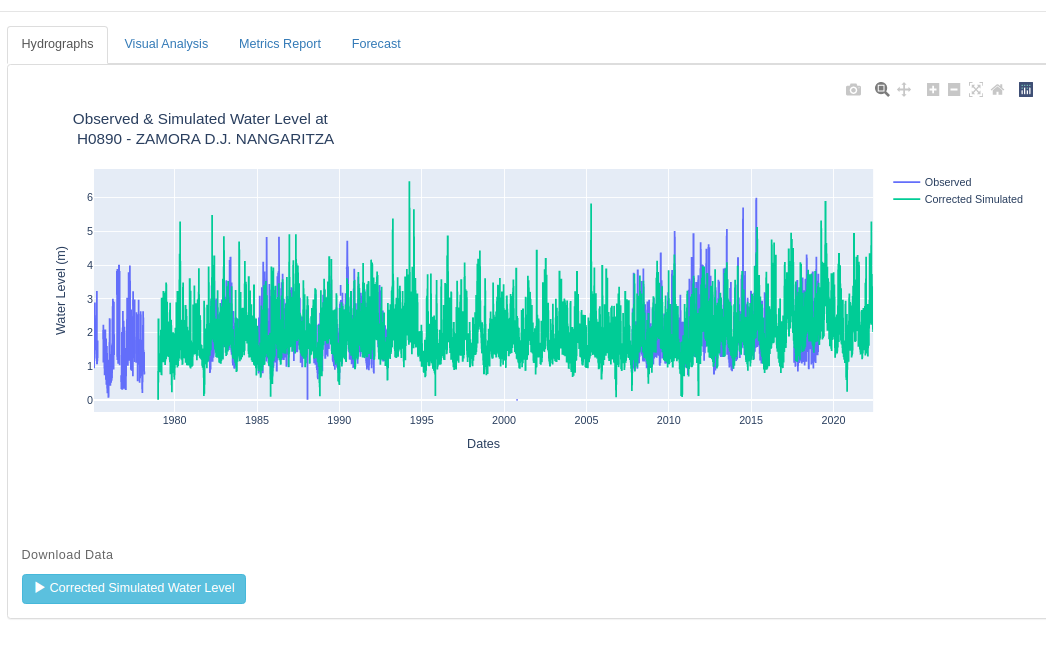 Hydrographs Visual Analysis Metrics Report Forecast
Observed & Simulated Water Level at
H0890 - ZAMORA D.J. NANGARITZA
Observed
Corrected Simulated
Water Level (m)
6
5
4
3
2
1
0
1980 1985 1990 1995 2000 2005 2010 2015 2020
Dates
Download Data
Corrected Simulated Water Level